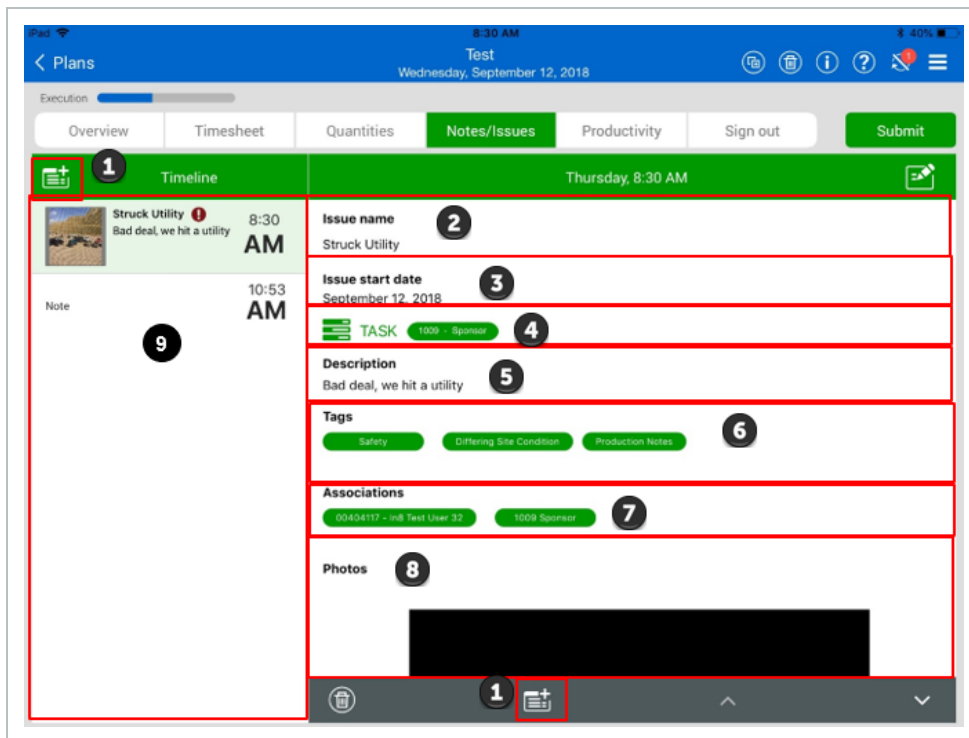 iPad 8:30 AM 40%
Plans
Test
Wednesday, September 12, 2018
Execution
Overview Timesheet Quantities Notes/Issues Productivity Sign out Submit
1 Timeline Thursday, 8:30 AM
Struck Utility
Bad deal, we hit a utility
8:30
AM
Note
10:53
AM
9
Issue name 2
Struck Utility
Issue start date 3
September 12, 2018
TASK 1009 - Sponsor 4
Description
Bad deal, we hit a utility 5
Tags 6
Safety Differing Site Condition Production Notes
Associations
00404117 - in8 Test User 32 1009 Sponsor 7
Photos 8
1